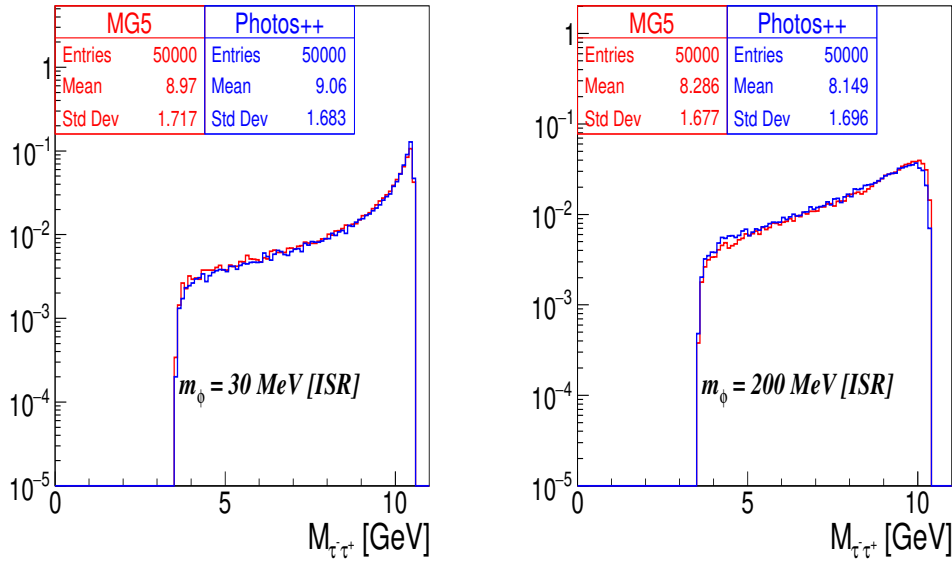 MG5 Photos++
Entries 50000 Entries 50000
Mean 8.97 Mean 9.06
Std Dev 1.717 Std Dev 1.683
1
10⁻¹
10⁻²
10⁻³
10⁻⁴
10⁻⁵
m_ϕ = 30 MeV [ISR]
0 5 10
M_τ⁻τ⁺ [GeV]
MG5 Photos++
Entries 50000 Entries 50000
Mean 8.286 Mean 8.149
Std Dev 1.677 Std Dev 1.696
1
10⁻¹
10⁻²
10⁻³
10⁻⁴
10⁻⁵
m_ϕ = 200 MeV [ISR]
0 5 10
M_τ⁻τ⁺ [GeV]